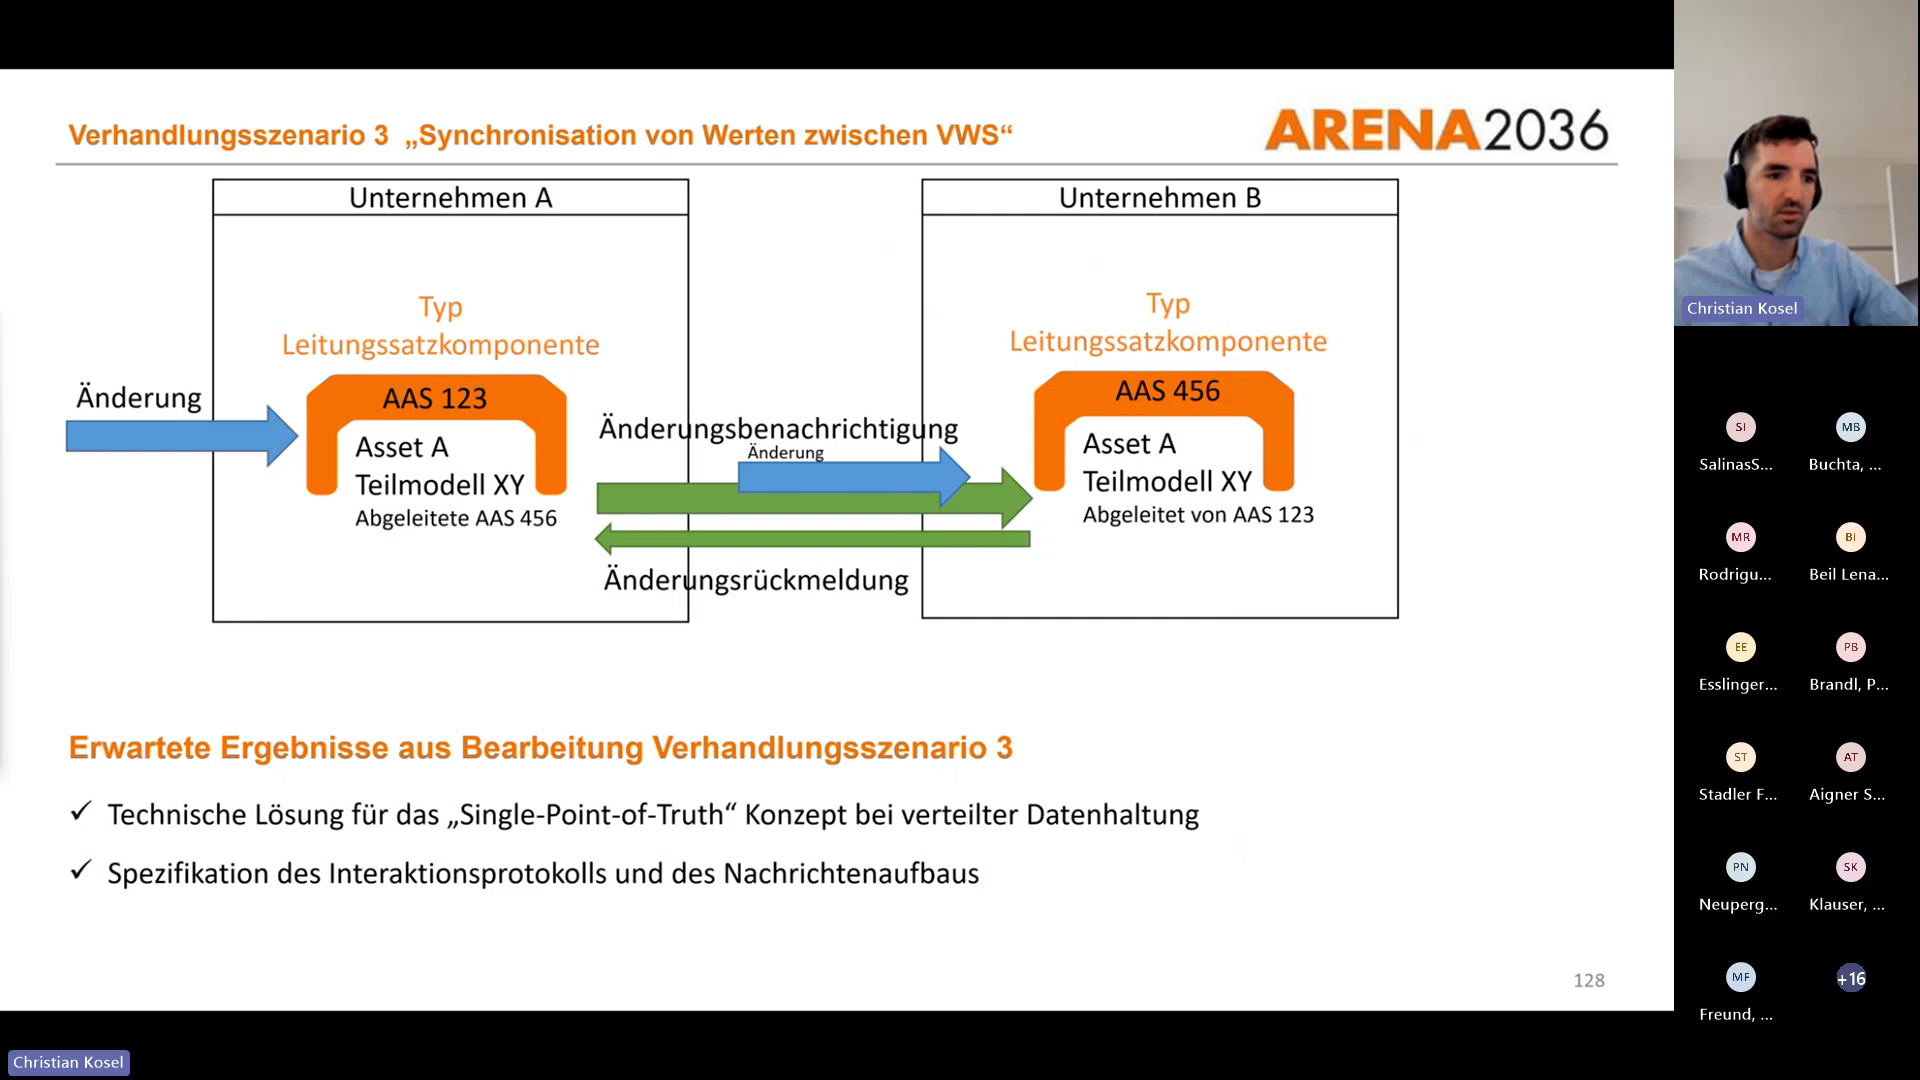 Verhandlungsszenario 3 „Synchronisation von Werten zwischen VWS“
ARENA2036
Unternehmen A
Unternehmen B
Typ
Leitungssatzkomponente
Typ
Leitungssatzkomponente
Änderung
AAS 123
Asset A
Teilmodell XY
Abgeleitete AAS 456
Änderungsbenachrichtigung
Änderung
Änderungsrückmeldung
AAS 456
Asset A
Teilmodell XY
Abgeleitet von AAS 123
Erwartete Ergebnisse aus Bearbeitung Verhandlungsszenario 3
✓ Technische Lösung für das „Single-Point-of-Truth“ Konzept bei verteilter Datenhaltung
✓ Spezifikation des Interaktionsprotokolls und des Nachrichtenaufbaus
128
Christian Kosel
Christian Kosel
SI
SalinasS...
MB
Buchta, ...
MR
Rodrigu...
BI
Beil Lena...
EE
Esslinger...
PB
Brandl, P...
ST
Stadler F...
AT
Aigner S...
PN
Neuperg...
SK
Klauser, ...
MF
Freund, ...
+16